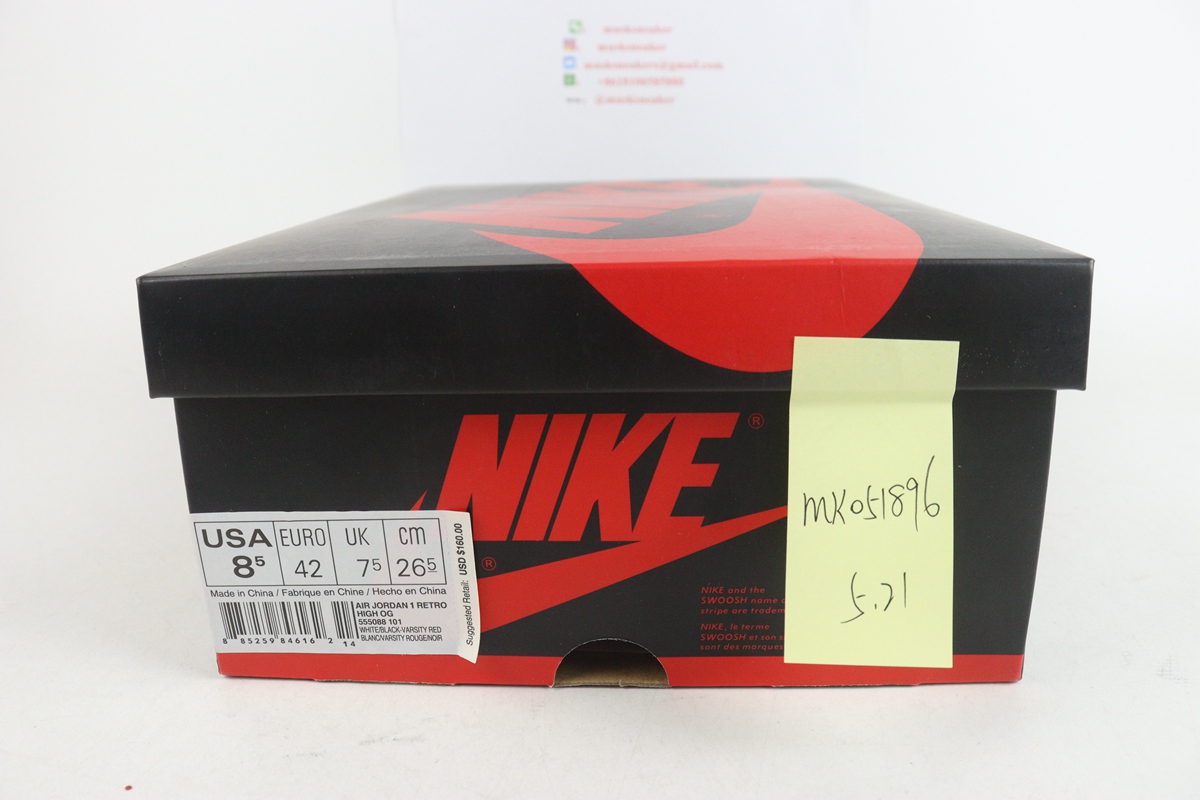 NIKE
NIKE ®
®
USA EURO UK cm
8⁵ 42 7⁵ 26⁵
Made in China / Fabrique en Chine / Hecho en China
AIR JORDAN 1 RETRO
HIGH OG
555088 101
WHITE/BLACK-VARSITY RED
BLANC/VARSITY ROUGE/NOIR
8 85259 84616 2 14
Suggested Retail: USD $160.00
NIKE and the
SWOOSH name
stripe are
NIKE, le terme
SWOOSH et son
sont des marques
MK051896
5.21